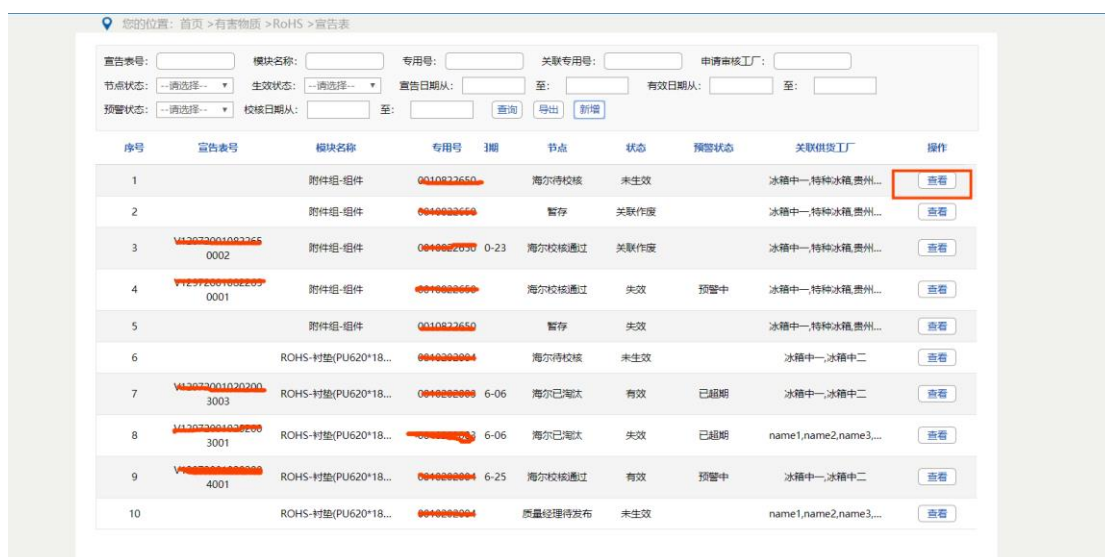 您的位置：首页 >有害物质 >RoHS >宣告表
宣告表号： 模块名称： 专用号： 关联专用号： 申请审核工厂：
节点状态： --请选择-- 生效状态： --请选择-- 宣告日期从： 至： 有效日期从： 至：
预警状态： --请选择-- 校核日期从： 至： 查询 导出 新增
序号 宣告表号 模块名称 专用号 期 节点 状态 预警状态 关联供货工厂 操作
1 附件组-组件 海尔待校核 未生效 冰箱中一,特种冰箱,贵州... 查看
2 附件组-组件 暂存 关联作废 冰箱中一,特种冰箱,贵州... 查看
3 0002 附件组-组件 0-23 海尔校核通过 关联作废 冰箱中一,特种冰箱,贵州... 查看
4 0001 附件组-组件 海尔校核通过 失效 预警中 冰箱中一,特种冰箱,贵州... 查看
5 附件组-组件 0010822650 暂存 失效 冰箱中一,特种冰箱,贵州... 查看
6 ROHS-衬垫(PU620*18... 海尔待校核 未生效 冰箱中一,冰箱中二 查看
7 3003 ROHS-衬垫(PU620*18... 6-06 海尔已淘汰 有效 已超期 冰箱中一,冰箱中二 查看
8 3001 ROHS-衬垫(PU620*18... 6-06 海尔已淘汰 失效 已超期 name1,name2,name3,... 查看
9 4001 ROHS-衬垫(PU620*18... 6-25 海尔校核通过 有效 预警中 冰箱中一,冰箱中二 查看
10 ROHS-衬垫(PU620*18... 质量经理待发布 未生效 name1,name2,name3,... 查看